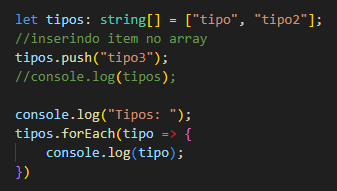 let tipos: string[] = ["tipo", "tipo2"];
//inserindo item no array
tipos.push("tipo3");
//console.log(tipos);
console.log("Tipos: ");
tipos.forEach(tipo => {
    console.log(tipo);
})